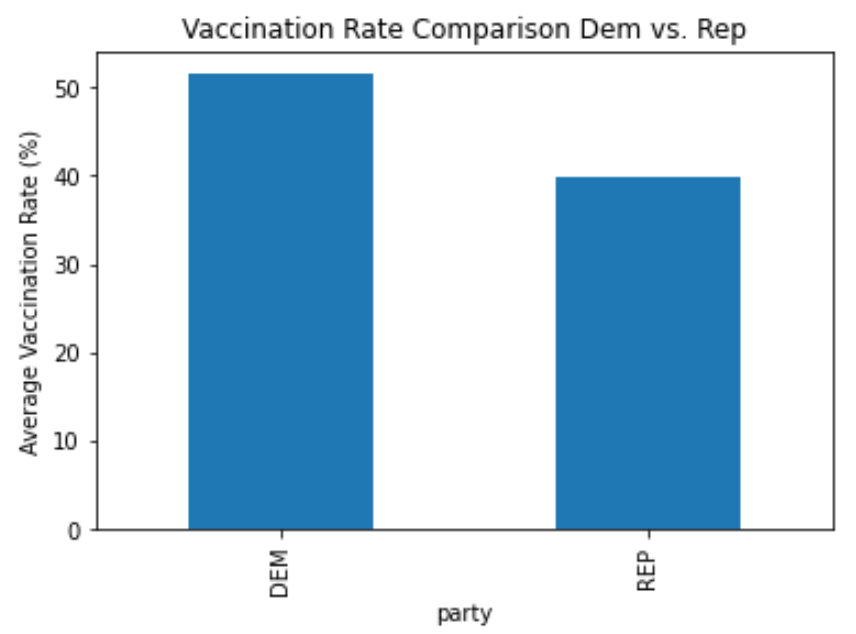 Vaccination Rate Comparison Dem vs. Rep
Average Vaccination Rate (%)
50
40
30
20
10
0
DEM
REP
party